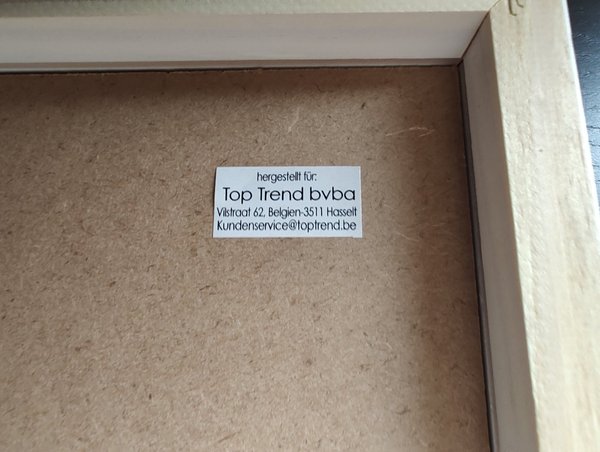 hergestellt für:
Top Trend bvba
Vilstraat 62, Belgien-3511 Hasselt
Kundenservice@toptrend.be